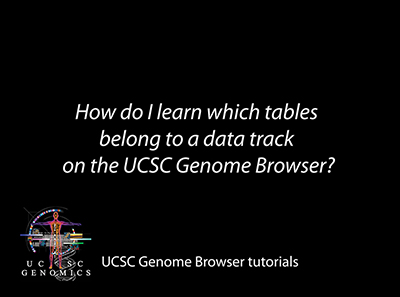 How do I learn which tables
belong to a data track
on the UCSC Genome Browser?
UCSC
GENOMICS
UCSC Genome Browser tutorials